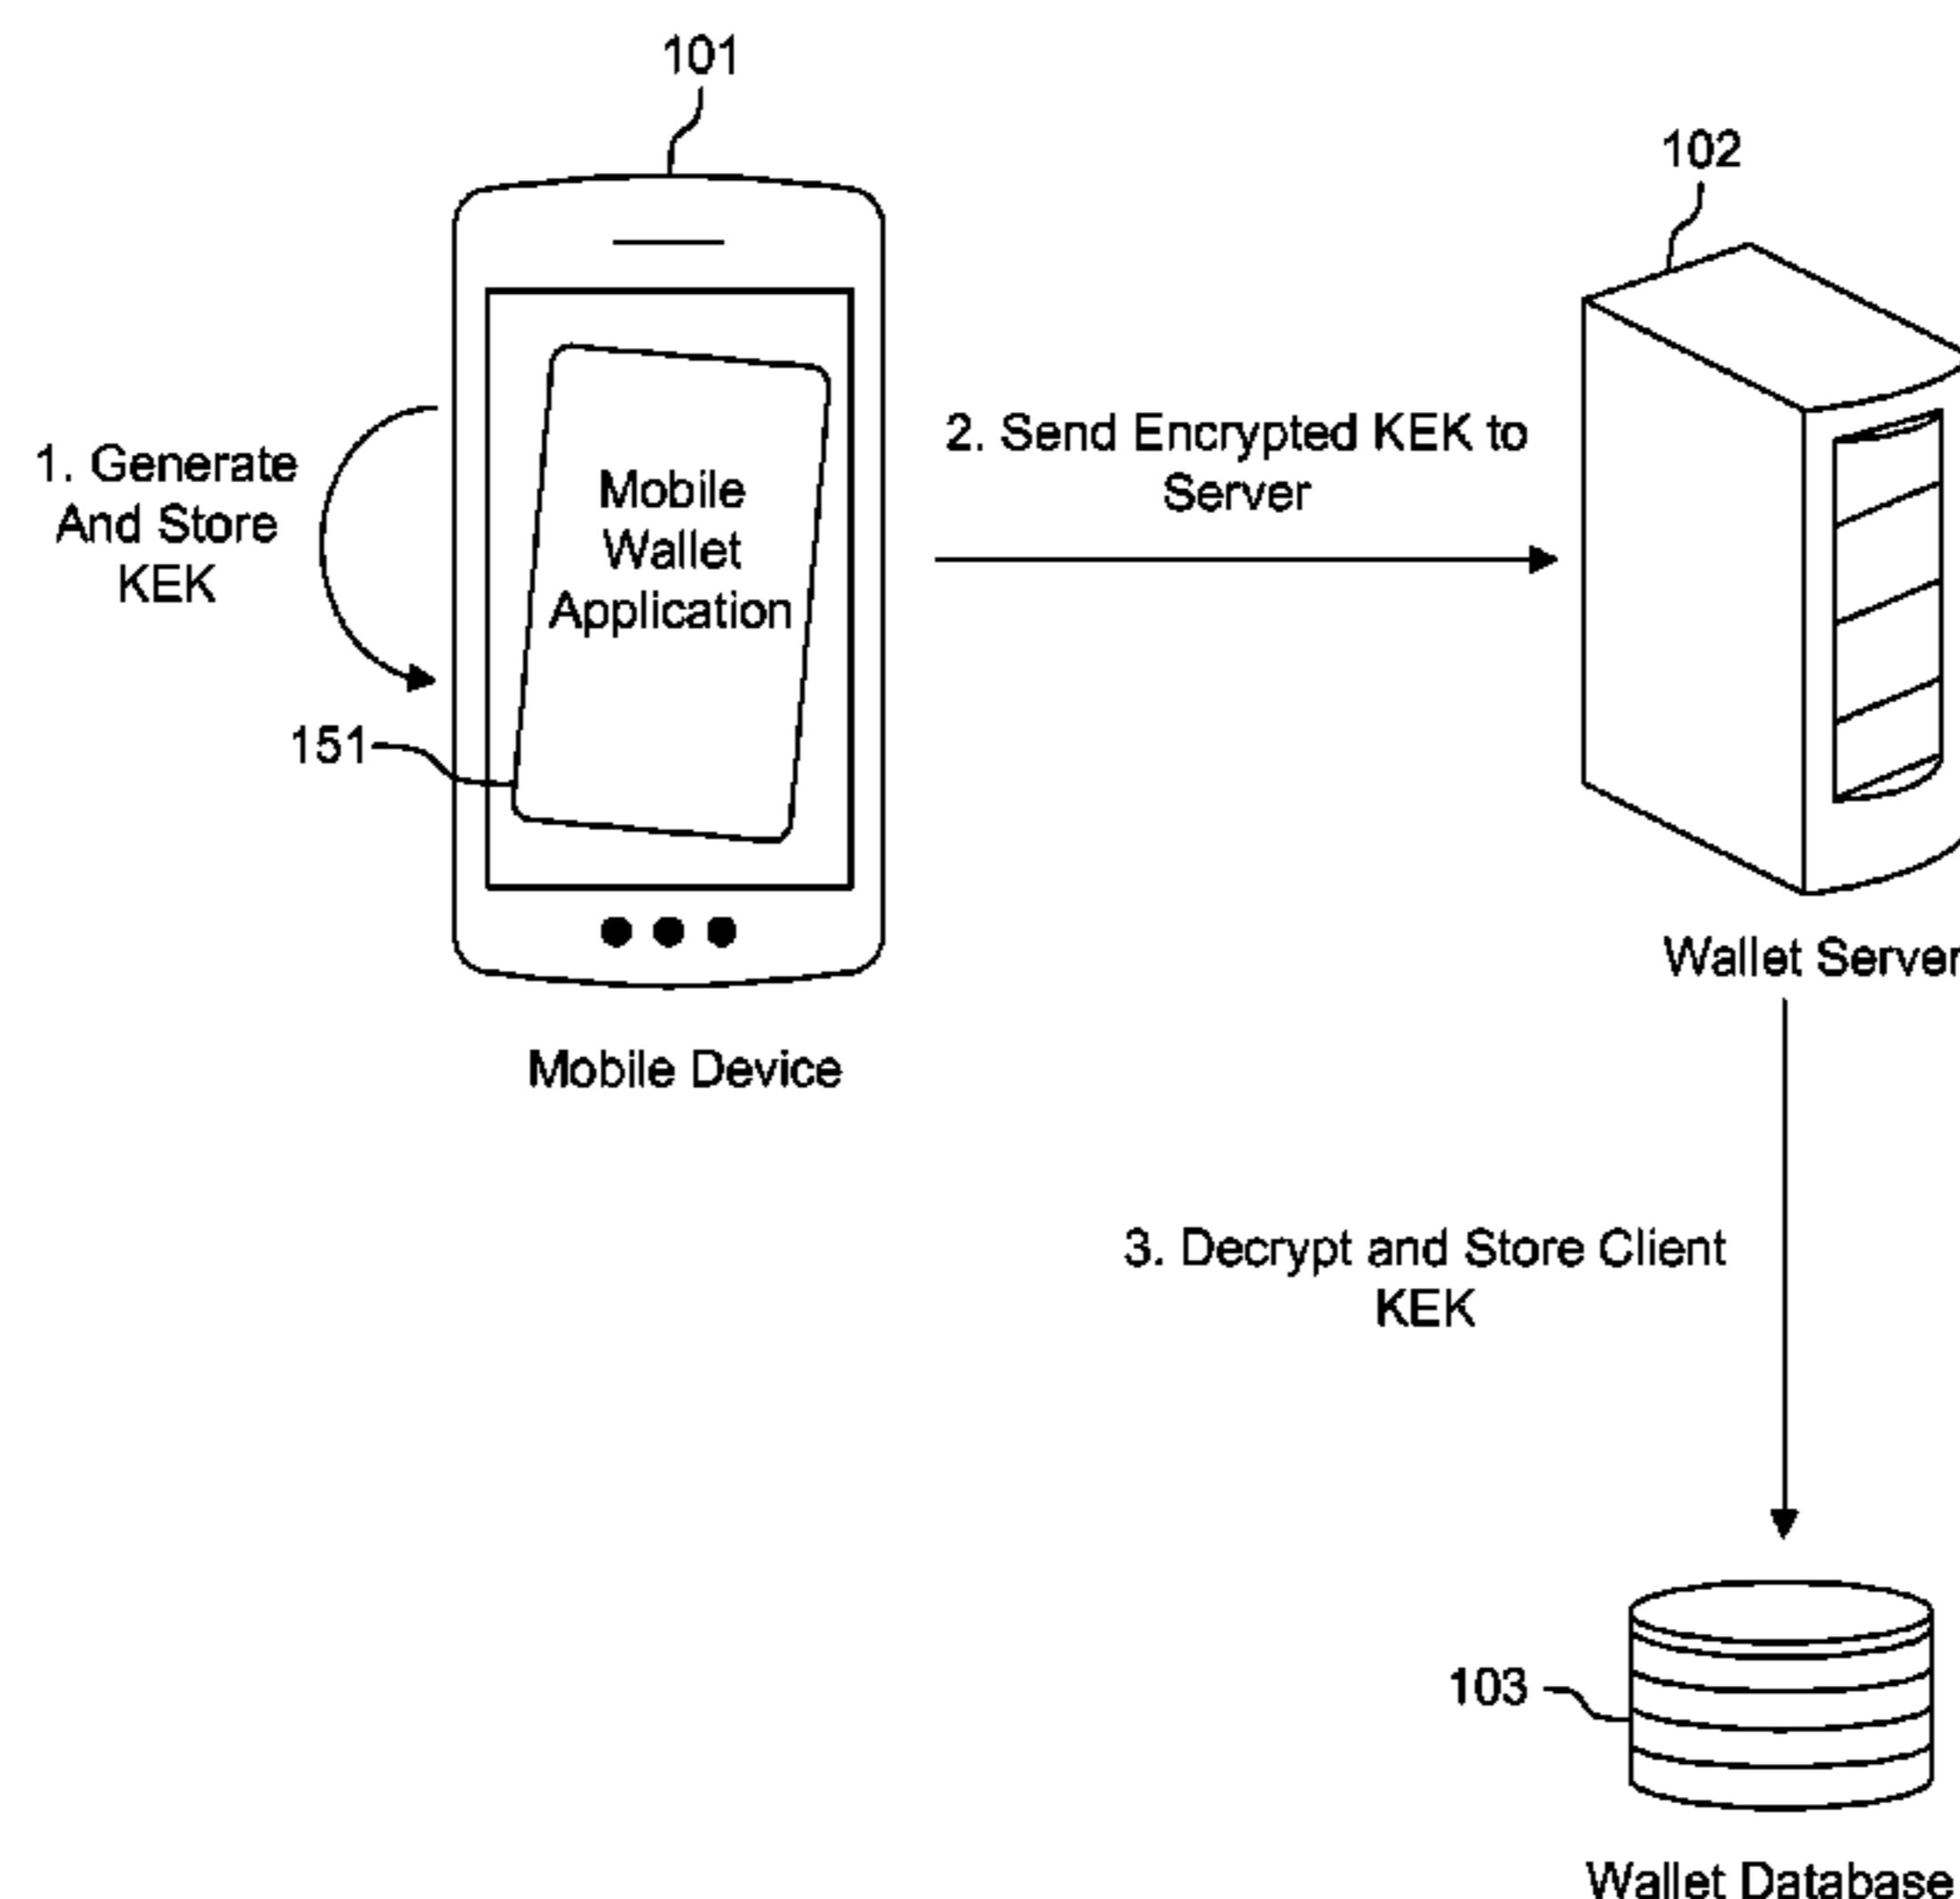 101
102
1. Generate
And Store
KEK
Mobile
Wallet
Application
2. Send Encrypted KEK to
Server
151
Wallet Server
Mobile Device
3. Decrypt and Store Client
KEK
103
Wallet Database